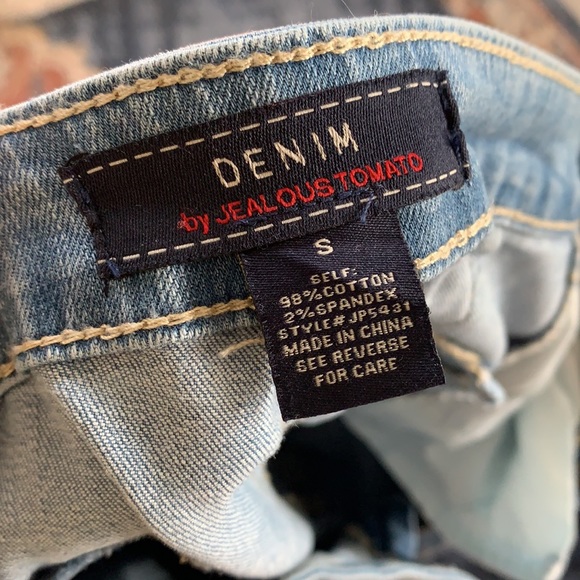 DENIM
by JEALOUS TOMATO
S
SELF:
98%COTTON
2%SPANDEX
STYLE# JP5431
MADE IN CHINA
SEE REVERSE
FOR CARE